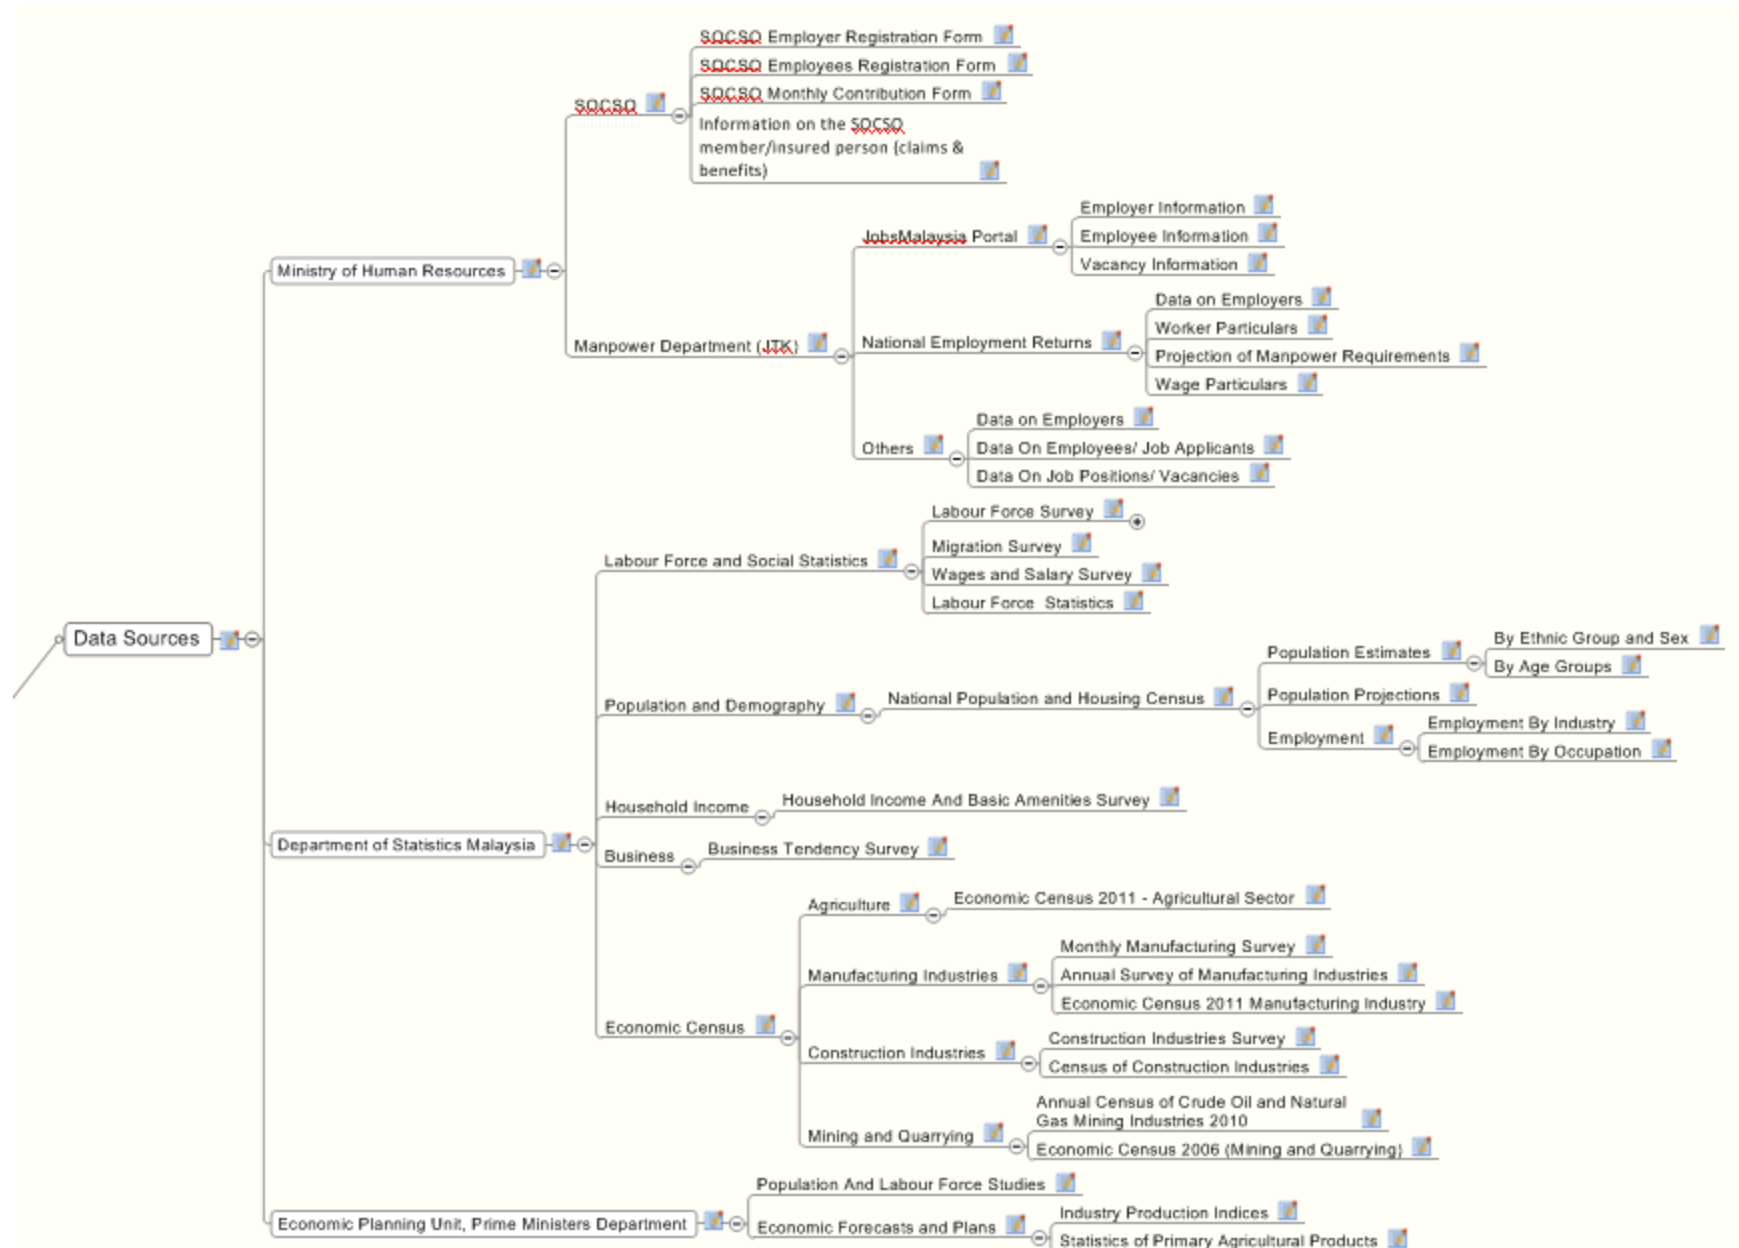 SOCSO Employer Registration Form
SOCSO Employees Registration Form
SOCSO
SOCSO Monthly Contribution Form
Information on the SOCSO
member/insured person (claims &
benefits)
Employer Information
JobsMalaysia Portal
Employee Information
Vacancy Information
Ministry of Human Resources
Data on Employers
Worker Particulars
Manpower Department (JTK)
National Employment Returns
Projection of Manpower Requirements
Wage Particulars
Data on Employers
Others
Data On Employees/ Job Applicants
Data On Job Positions/ Vacancies
Labour Force Survey
Labour Force and Social Statistics
Migration Survey
Wages and Salary Survey
Labour Force  Statistics
Data Sources
By Ethnic Group and Sex
Population Estimates
By Age Groups
Population and Demography
National Population and Housing Census
Population Projections
Employment By Industry
Employment
Employment By Occupation
Household Income
Household Income And Basic Amenities Survey
Department of Statistics Malaysia
Business
Business Tendency Survey
Agriculture
Economic Census 2011 - Agricultural Sector
Monthly Manufacturing Survey
Manufacturing Industries
Annual Survey of Manufacturing Industries
Economic Census 2011 Manufacturing Industry
Economic Census
Construction Industries Survey
Construction Industries
Census of Construction Industries
Annual Census of Crude Oil and Natural
Gas Mining Industries 2010
Mining and Quarrying
Economic Census 2006 (Mining and Quarrying)
Population And Labour Force Studies
Economic Planning Unit, Prime Ministers Department
Industry Production Indices
Economic Forecasts and Plans
Statistics of Primary Agricultural Products